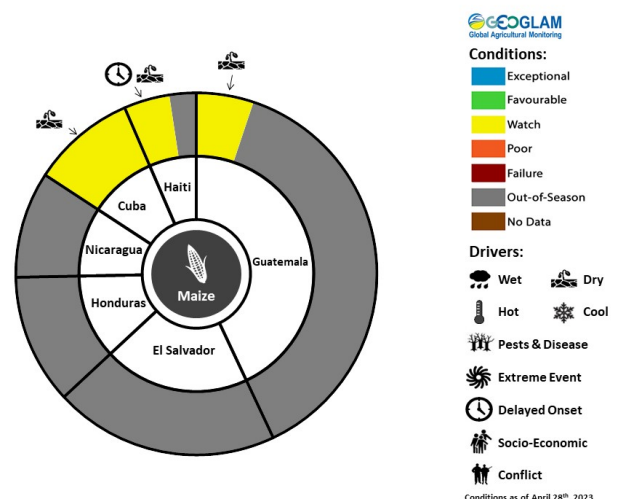 GEOGLAM
Global Agricultural Monitoring
Conditions:
Exceptional
Favourable
Watch
Poor
Failure
Out-of-Season
No Data
Drivers:
Wet
Dry
Hot
Cool
Pests & Disease
Extreme Event
Delayed Onset
Socio-Economic
Conflict
Conditions as of April 28th, 2023
Haiti
Cuba
Guatemala
Nicaragua
Maize
Honduras
El Salvador